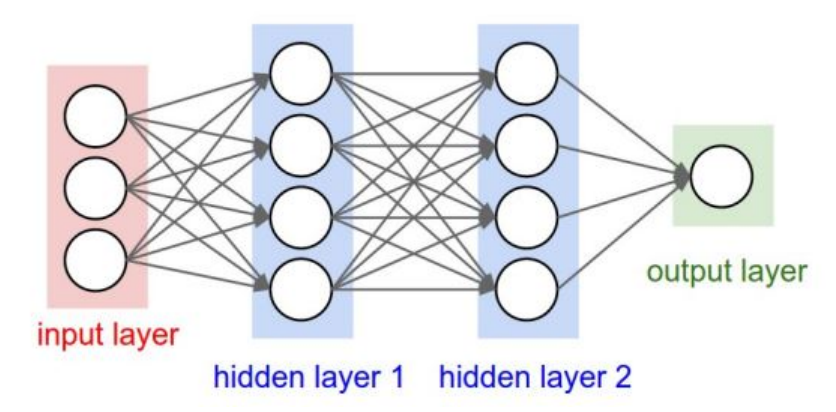 input layer
hidden layer 1
hidden layer 2
output layer